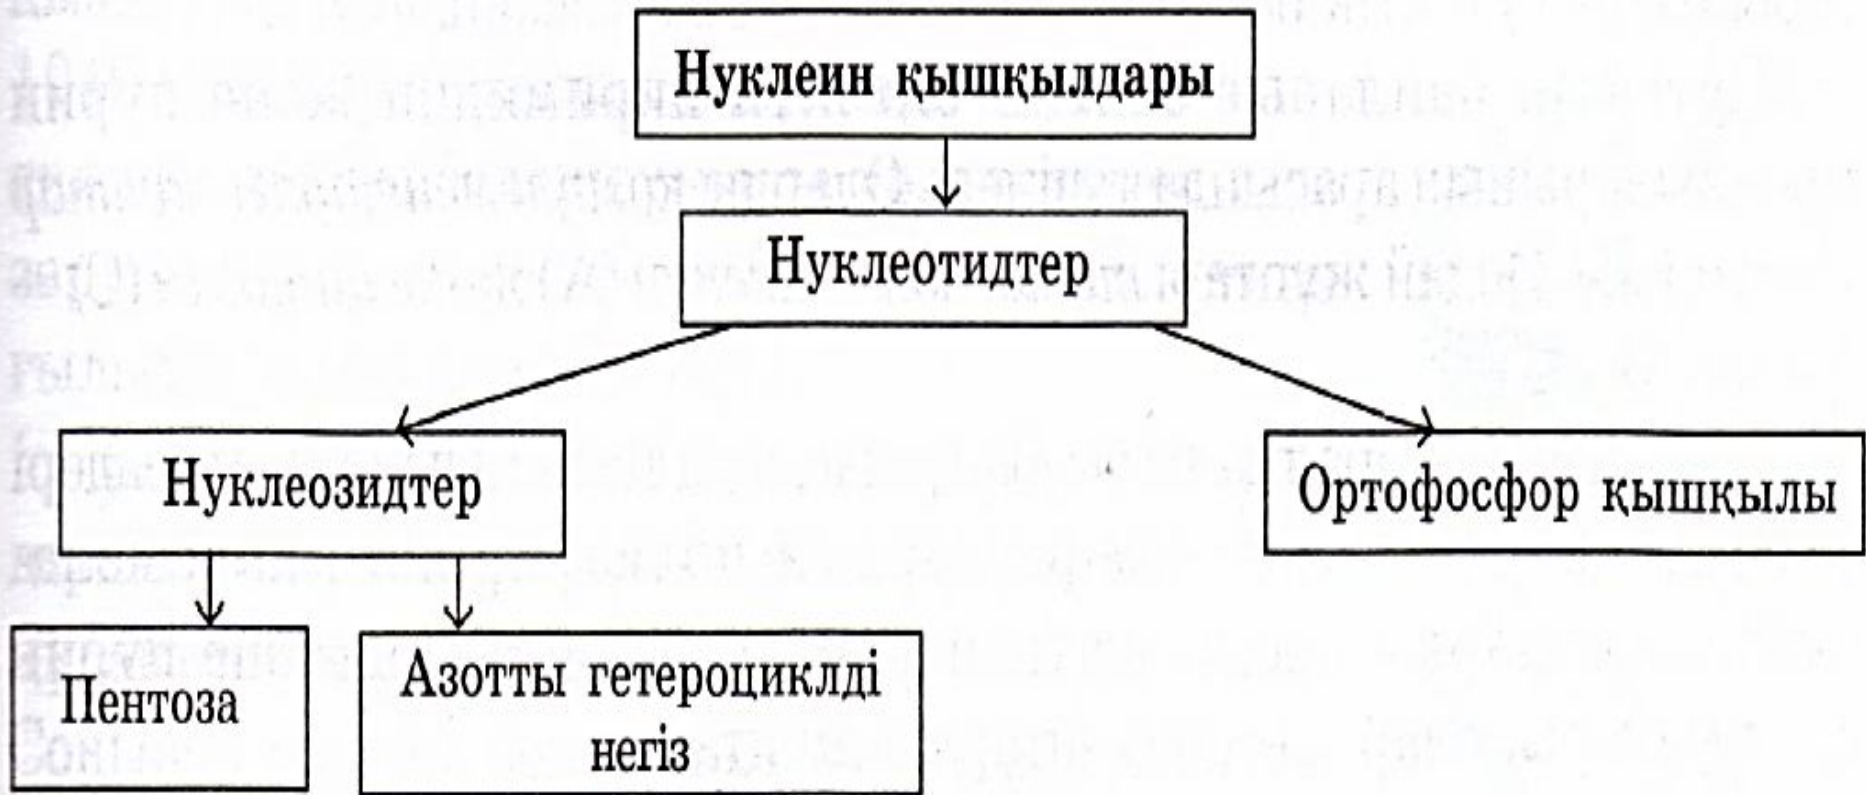 Нуклеин қышқылдары
Нуклеотидтер
Нуклеозидтер
Ортофосфор қышқылы
Пентоза
Азотты гетероциклді
негіз